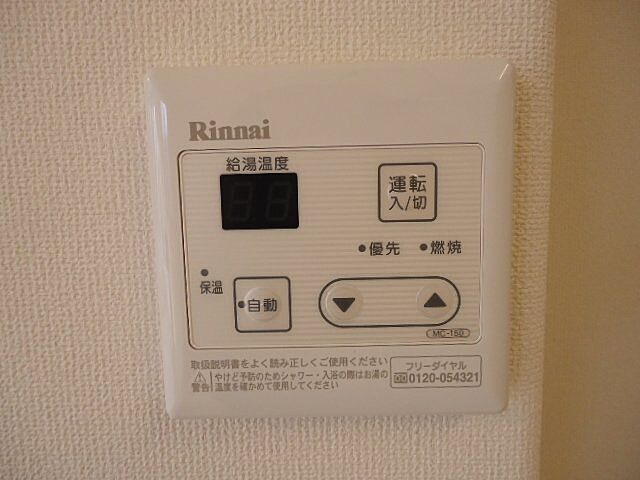 Rinnai
給湯温度
運転
入/切
優先
燃焼
保温
自動
MC-150
取扱説明書をよく読み正しくご使用ください
警告
やけど予防のためシャワー・入浴の際はお湯の
温度を確かめて使用してください
フリーダイヤル
0120-054321